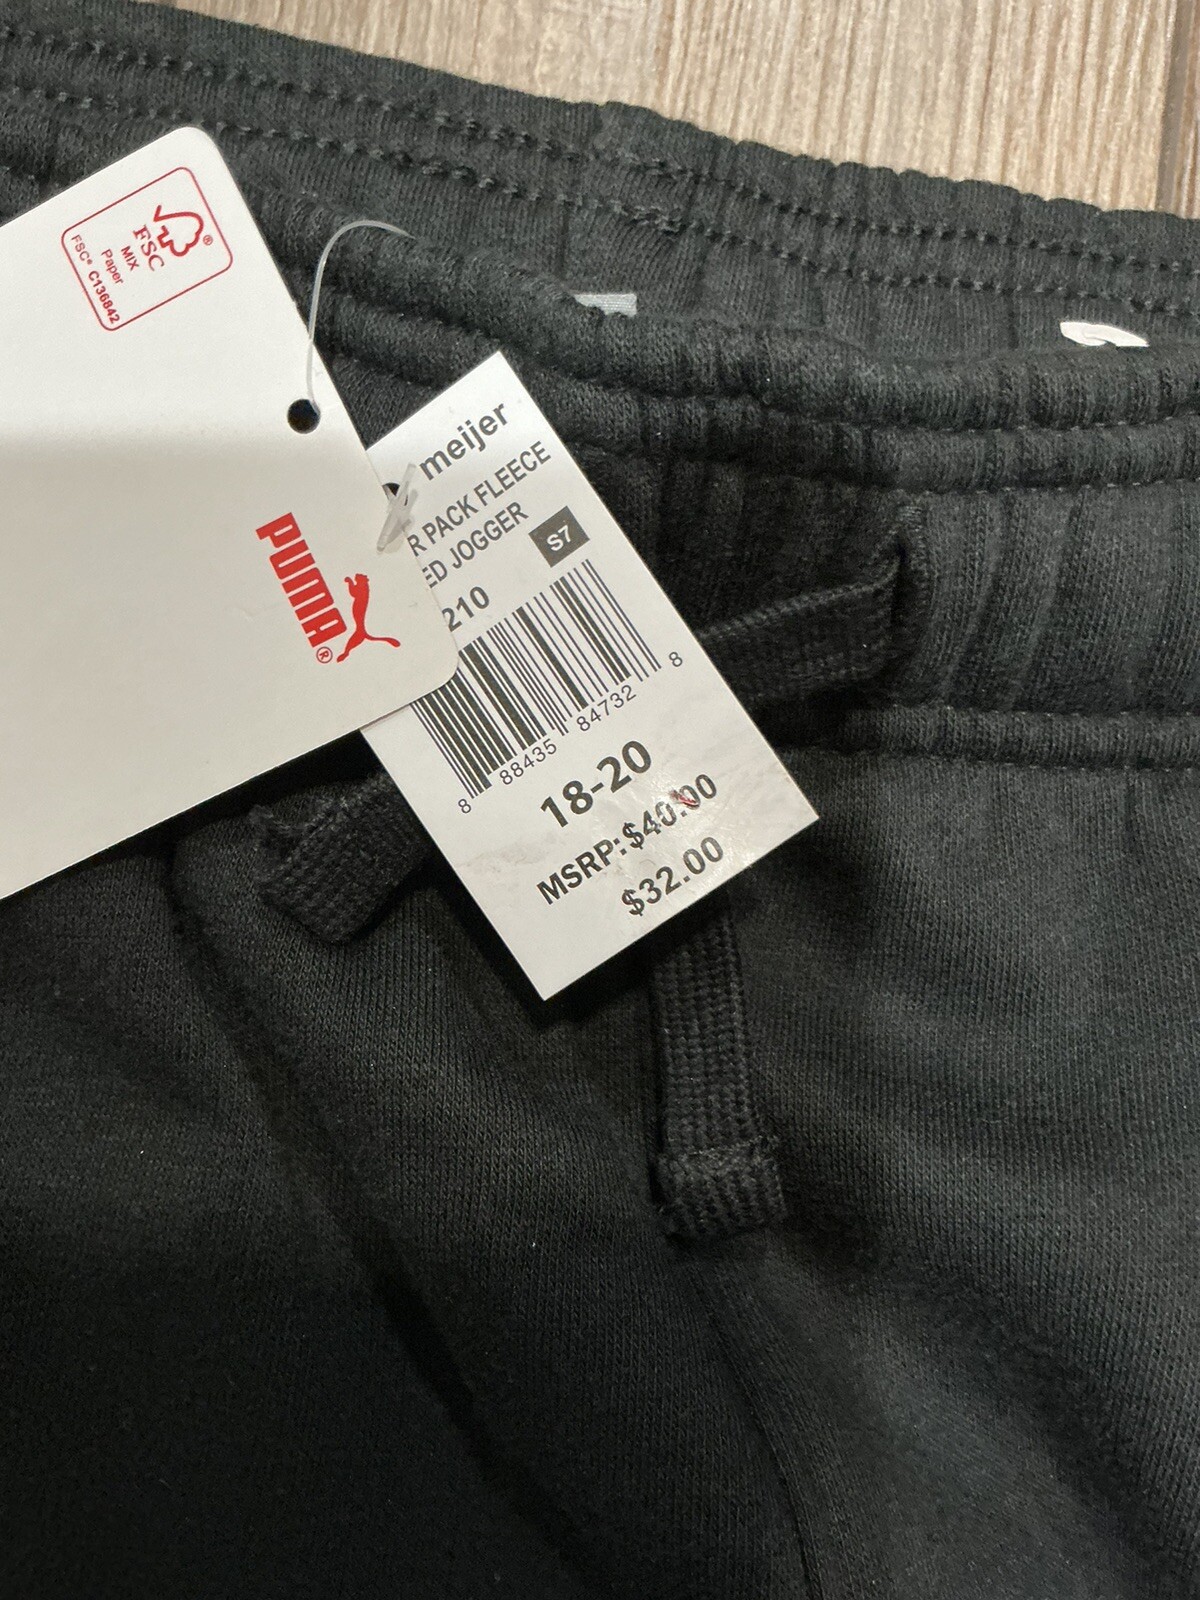 FSC
®
MIX
Paper
FSC® C136842
PUMA®
meijer
R PACK FLEECE
ED JOGGER
S7
210
8 88435 84732 8
18-20
MSRP:$40.00
$32.00